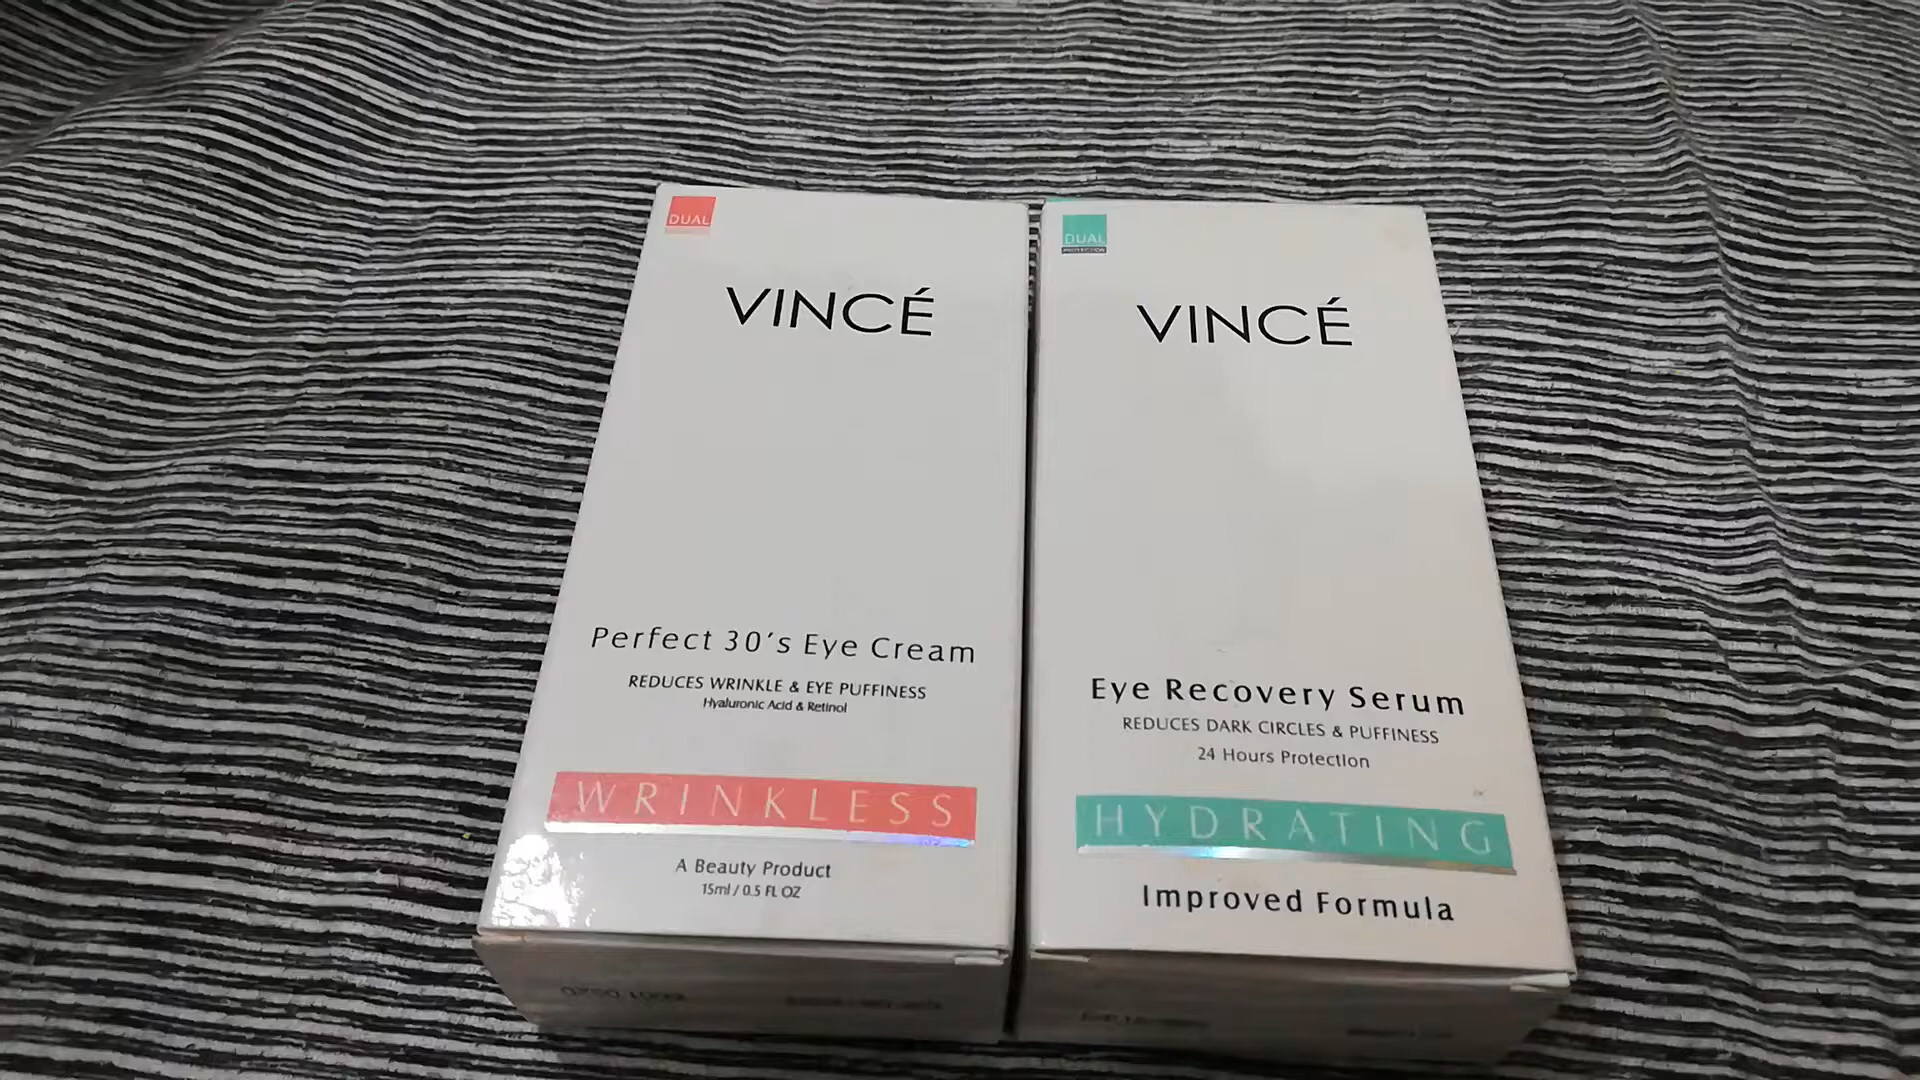 DUAL
VINCÉ
Perfect 30's Eye Cream
REDUCES WRINKLE & EYE PUFFINESS
Hyaluronic Acid & Retinol
WRINKLESS
A Beauty Product
15ml / 0.5 FL OZ
DUAL
PROTECTION
VINCÉ
Eye Recovery Serum
REDUCES DARK CIRCLES & PUFFINESS
24 Hours Protection
HYDRATING
Improved Formula